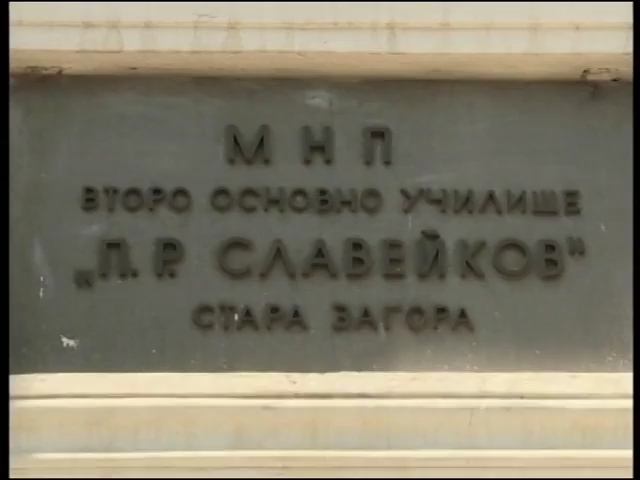 МНП
ВТОРО ОСНОВНО УЧИЛИЩЕ
„П. Р. СЛАВЕЙКОВ"
СТАРА ЗАГОРА